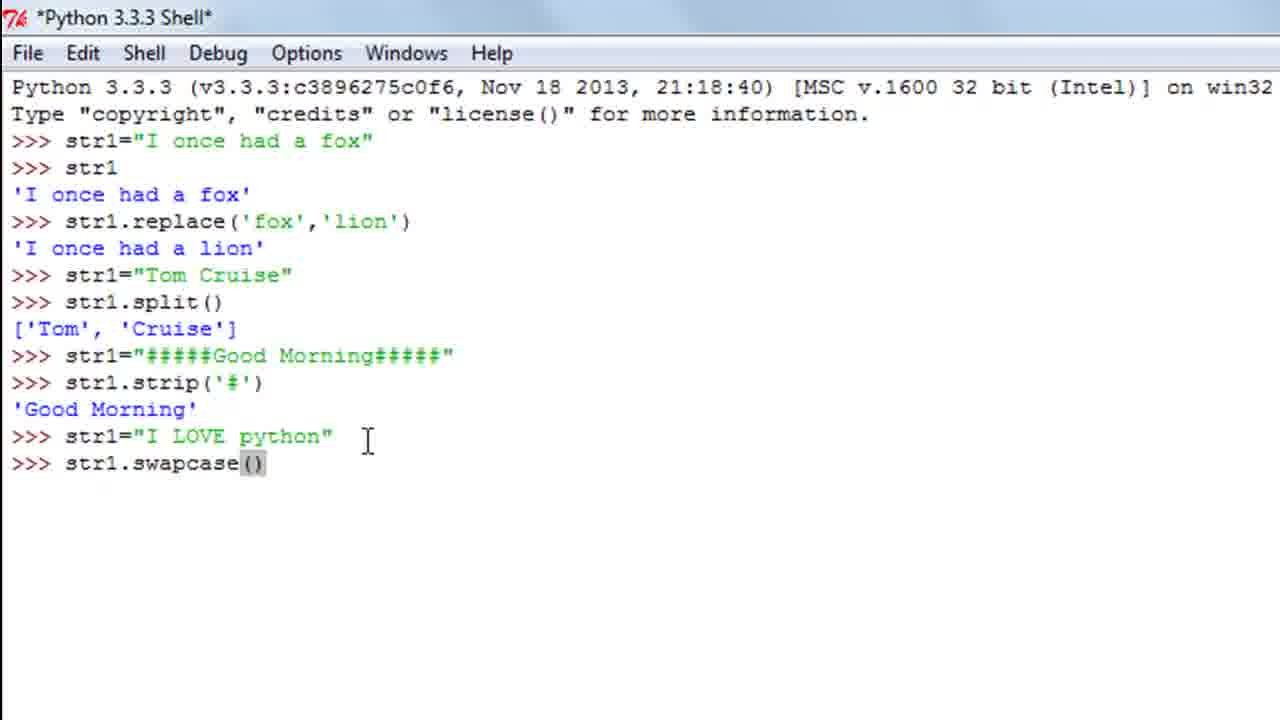 *Python 3.3.3 Shell*
File Edit Shell Debug Options Windows Help
Python 3.3.3 (v3.3.3:c3896275c0f6, Nov 18 2013, 21:18:40) [MSC v.1600 32 bit (Intel)] on win32
Type "copyright", "credits" or "license()" for more information.
>>> str1="I once had a fox"
>>> str1
'I once had a fox'
>>> str1.replace('fox','lion')
'I once had a lion'
>>> str1="Tom Cruise"
>>> str1.split()
['Tom', 'Cruise']
>>> str1="#####Good Morning#####"
>>> str1.strip('#')
'Good Morning'
>>> str1="I LOVE python"
>>> str1.swapcase()